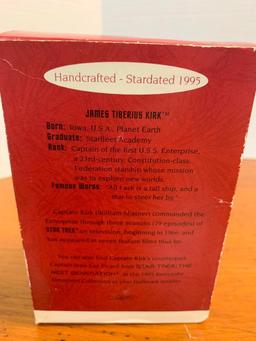 Handcrafted - Stardated 1995
JAMES TIBERIUS KIRK™
Born: Iowa, U.S.A., Planet Earth
Graduate: Starfleet Academy
Rank: Captain of the first U.S.S. Enterprise,
a 23rd-century, Constitution-class
Federation starship whose mission
was to explore new worlds.
Famous Words: "All I ask is a tall ship, and a
star to steer her by."
Captain Kirk (William Shatner) commanded the
Enterprise through three seasons (79 episodes) of
STAR TREK on television, beginning in 1966, and
has appeared in seven feature films thus far.
You can also find Captain Kirk's counterpart
Captain Jean-Luc Picard from STAR TREK: THE
NEXT GENERATION in the 1995 Keepsake
Ornament Collection at your Hallmark retailer.